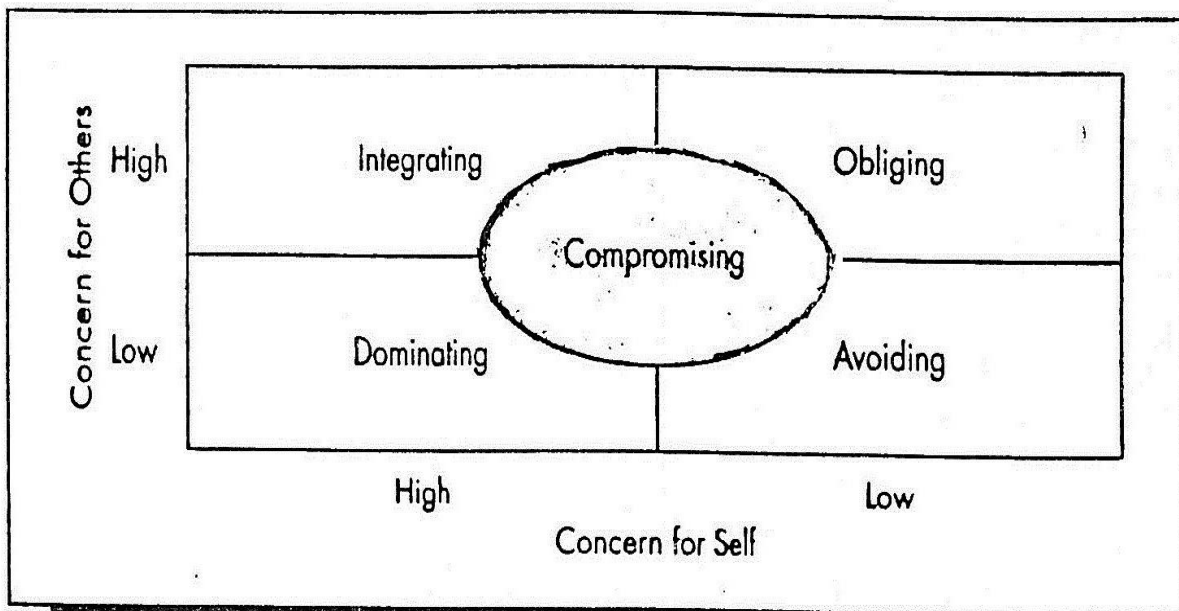 Concern for Others
High
Integrating
Obliging
Compromising
Low
Dominating
Avoiding
High
Low
Concern for Self